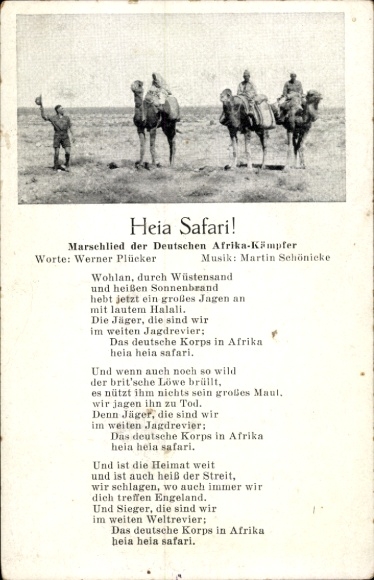 Heia Safari!
Marschlied der Deutschen Afrika-Kämpfer
Worte: Werner Plücker Musik: Martin Schönicke
Wohlan, durch Wüstensand
und heißen Sonnenbrand
hebt jetzt ein großes Jagen an
mit lautem Halali.
Die Jäger, die sind wir
im weiten Jagdrevier;
Das deutsche Korps in Afrika
heia heia safari.
Und wenn auch noch so wild
der brit'sche Löwe brüllt,
es nützt ihm nichts sein großes Maul,
wir jagen ihn zu Tod.
Denn Jäger, die sind wir
im weiten Jagdrevier;
Das deutsche Korps in Afrika
heia heia safari.
Und ist die Heimat weit
und ist auch heiß der Streit,
wir schlagen, wo auch immer wir
dich treffen Engeland.
Und Sieger, die sind wir
im weiten Weltrevier;
Das deutsche Korps in Afrika
heia heia safari.